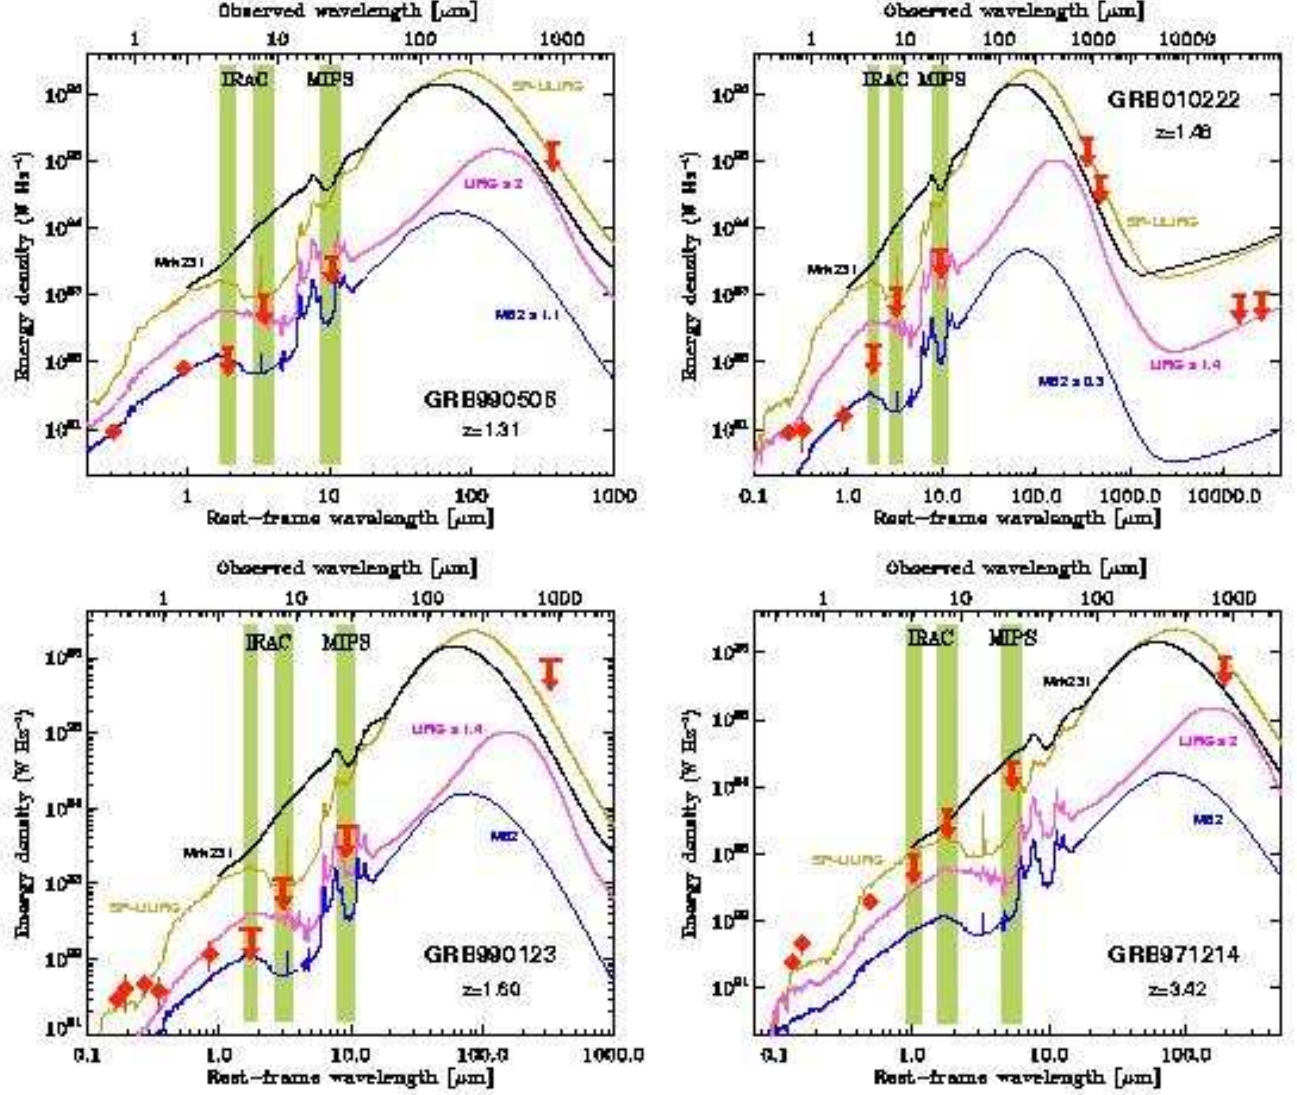 Observed wavelength [μm]
1 10 100 1000
IRAC MIPS
SP-ULIRG
LIRG x 2
Mrk231
M82 x 1.1
GRB990506
z=1.31
Energy density (W Hz⁻¹)
1 10 100 1000
Rest-frame wavelength [μm]
Observed wavelength [μm]
1 10 100 1000 10000
IRAC MIPS
GRB010222
z=1.48
SP-ULIRG
Mrk231
LIRG x 1.4
M82 x 0.3
Energy density (W Hz⁻¹)
0.1 1.0 10.0 100.0 1000.0 10000.0
Rest-frame wavelength [μm]
Observed wavelength [μm]
1 10 100 1000
IRAC MIPS
LIRG x 1.4
M82
Mrk231
SP-ULIRG
GRB990123
z=1.60
Energy density (W Hz⁻¹)
0.1 1.0 10.0 100.0 1000.0
Rest-frame wavelength [μm]
Observed wavelength [μm]
1 10 100 1000
IRAC MIPS
Mrk231
LIRG x 2
M82
SP-ULIRG
GRB971214
z=3.42
Energy density (W Hz⁻¹)
0.1 1.0 10.0 100.0
Rest-frame wavelength [μm]